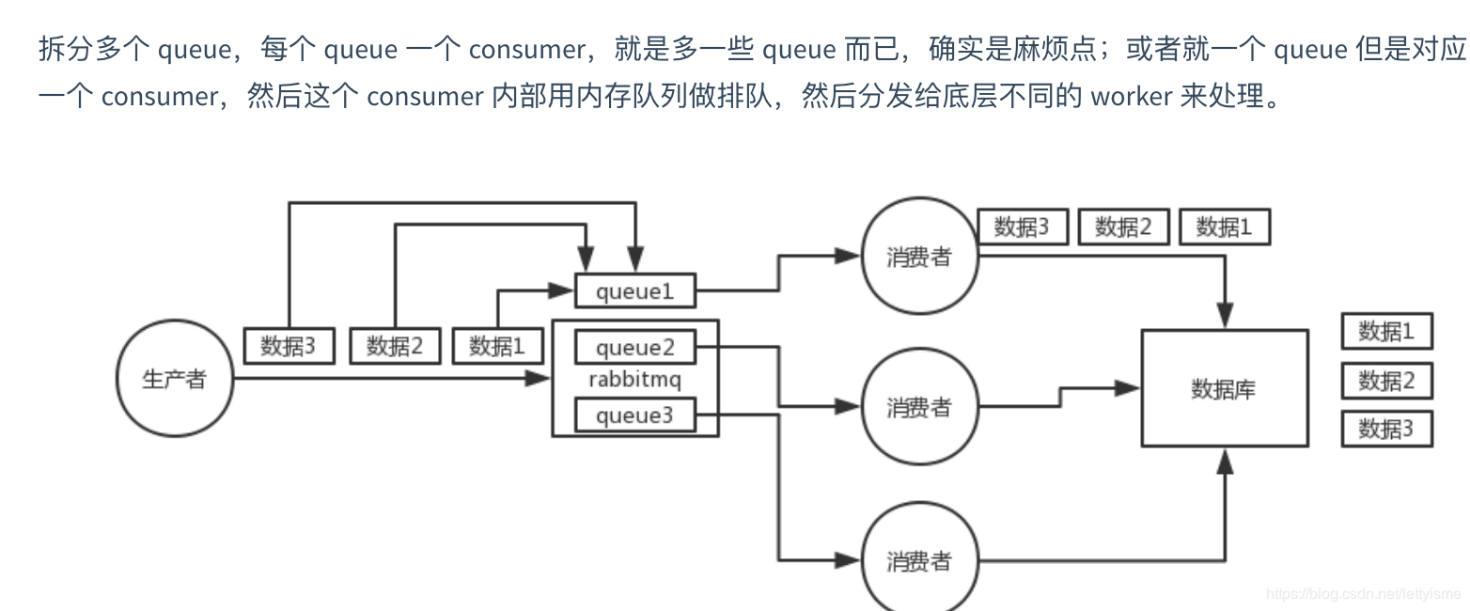 拆分多个 queue，每个 queue 一个 consumer，就是多一些 queue 而已，确实是麻烦点；或者就一个 queue 但是对应
一个 consumer，然后这个 consumer 内部用内存队列做排队，然后分发给底层不同的 worker 来处理。
数据3 数据2 数据1
消费者
queue1
数据3 数据2 数据1
生产者
queue2
rabbitmq
queue3
消费者
数据库
数据1
数据2
数据3
消费者
https://blog.csdn.net/lettyisme